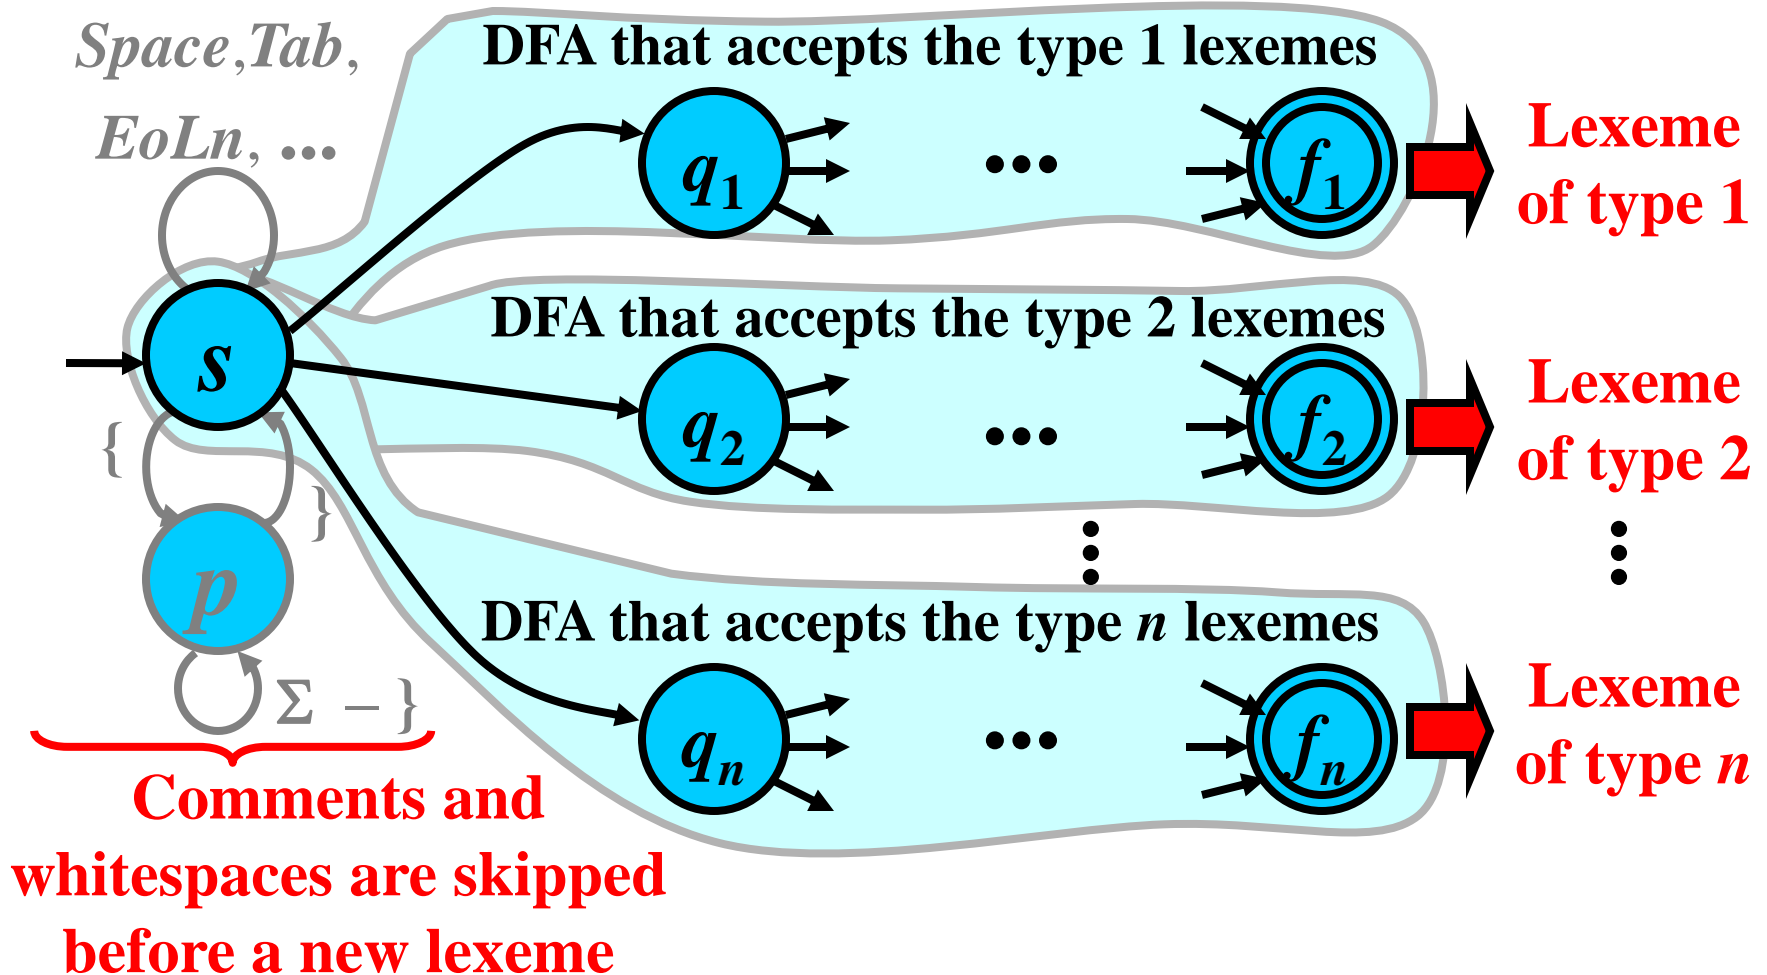 Space,Tab,
EoLn, ...
DFA that accepts the type 1 lexemes
q1
...
f1
Lexeme
of type 1
s
DFA that accepts the type 2 lexemes
q2
...
f2
Lexeme
of type 2
{
}
p
Σ – }
DFA that accepts the type n lexemes
qn
...
fn
Lexeme
of type n
Comments and
whitespaces are skipped
before a new lexeme